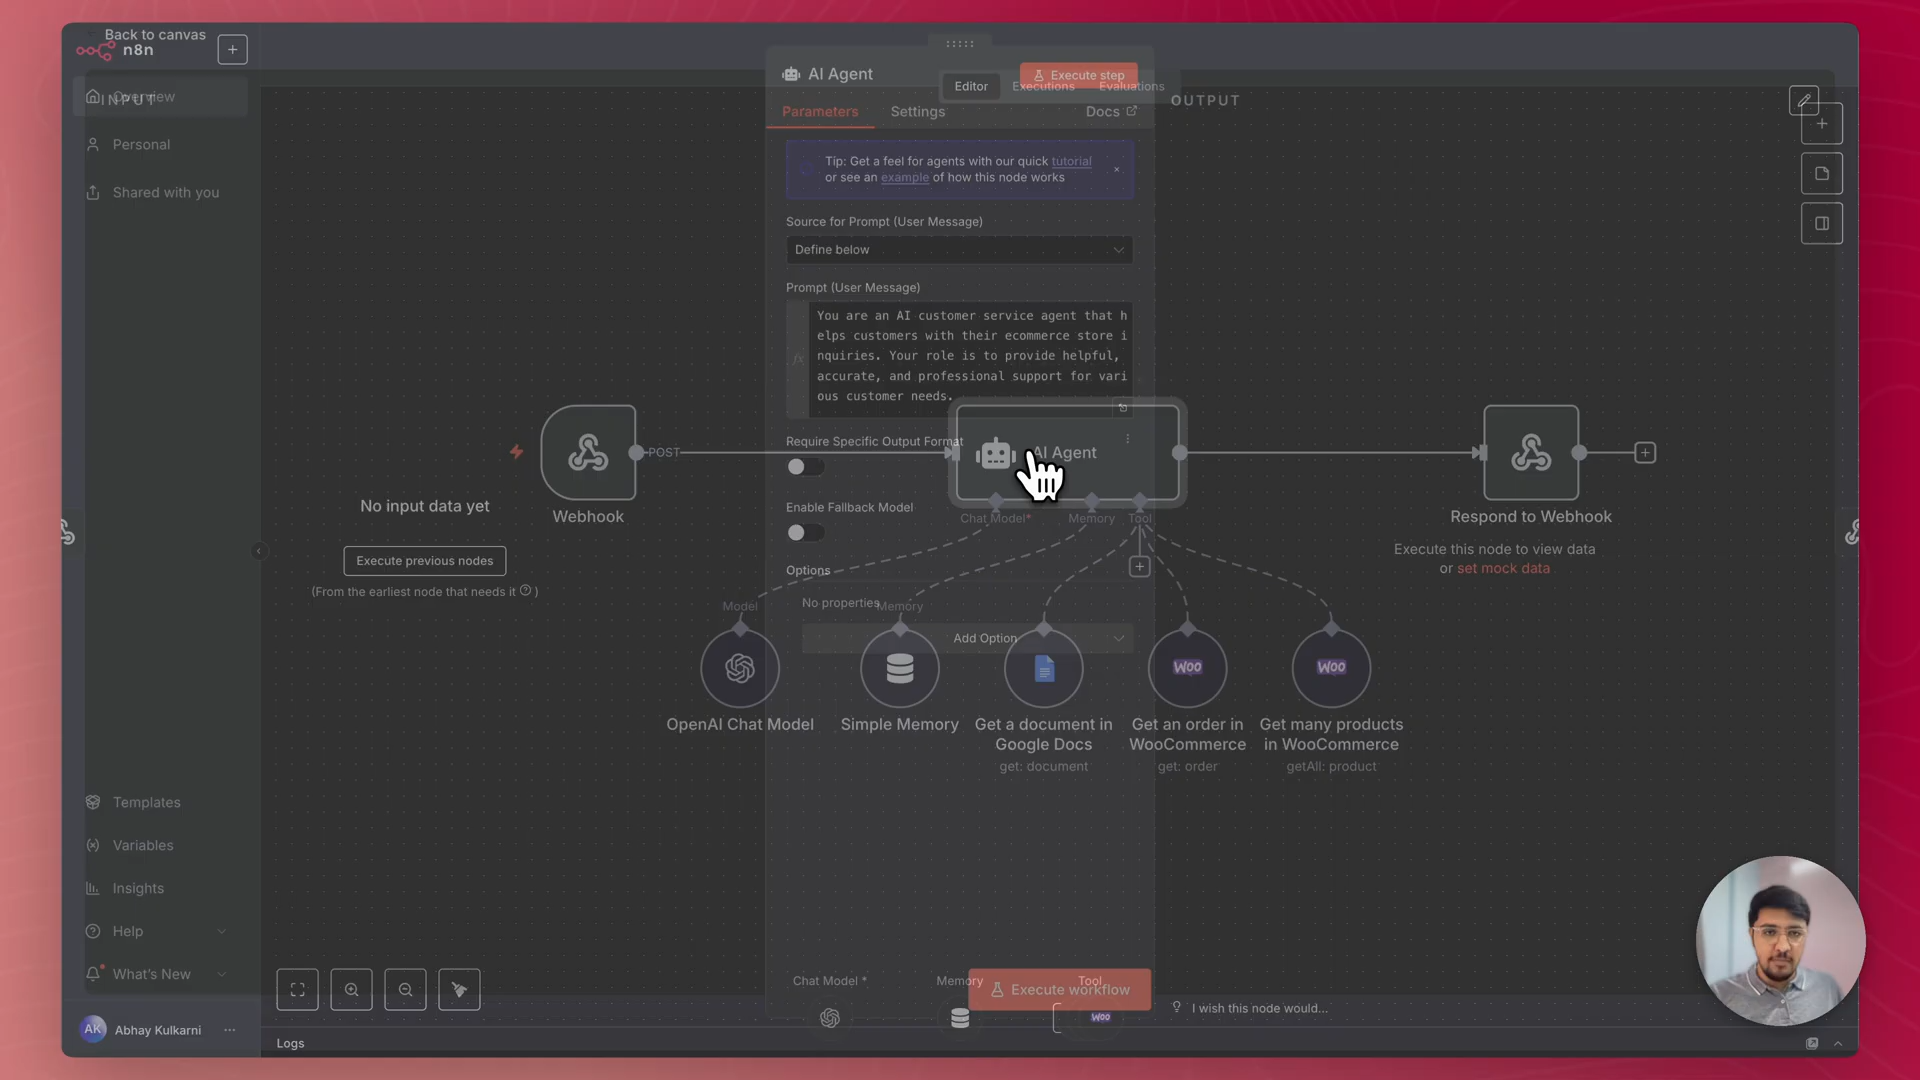 Back to canvas
n8n
INPUT
Overview
Personal
Shared with you
AI Agent
Execute step
Editor
Executions
Evaluations
OUTPUT
Parameters
Settings
Docs
Tip: Get a feel for agents with our quick tutorial
or see an example of how this node works
Source for Prompt (User Message)
Define below
Prompt (User Message)
fx
You are an AI customer service agent that h
elps customers with their ecommerce store i
nquiries. Your role is to provide helpful,
accurate, and professional support for vari
ous customer needs.
Require Specific Output Format
POST
AI Agent
No input data yet
Webhook
Enable Fallback Model
Chat Model*
Memory
Tool
Respond to Webhook
Execute previous nodes
(From the earliest node that needs it )
Execute this node to view data
or set mock data
Options
No properties
Model
Memory
Add Option
Woo
Woo
OpenAI Chat Model
Simple Memory
Get a document in
Google Docs
get: document
Get an order in
WooCommerce
get: order
Get many products
in WooCommerce
getAll: product
Templates
Variables
Insights
Help
What's New
Chat Model *
Memory
Tool
Execute workflow
I wish this node would...
Woo
AK
Abhay Kulkarni
Logs